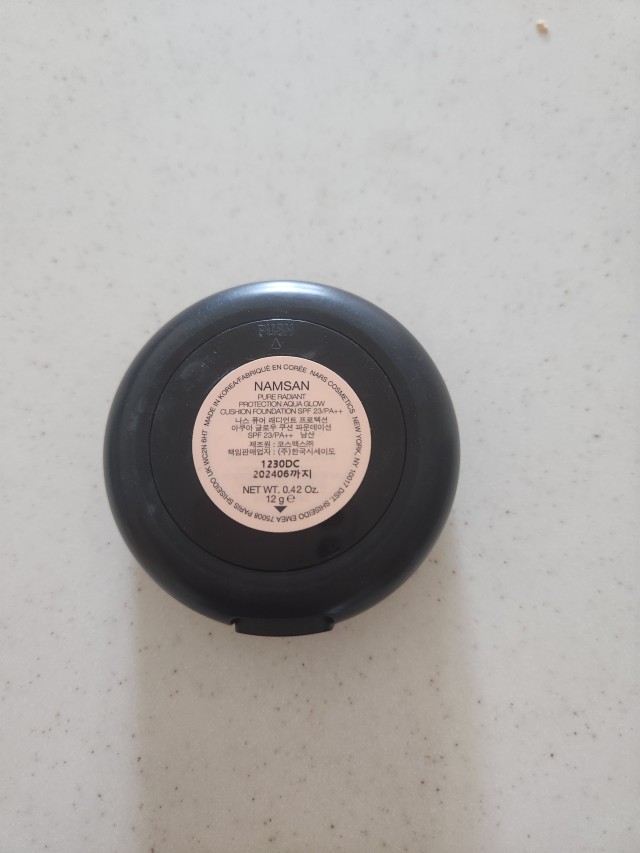 PUSH
MADE IN KOREA/FABRIQUÉ EN CORÉE NARS COSMETICS NEW YORK, NY 10017 DIST. SHISEIDO EMEA 75008 PARIS SHISEIDO UK WC2N 6H7
NAMSAN
PURE RADIANT
PROTECTION AQUA GLOW
CUSHION FOUNDATION SPF 23/PA++
나스 퓨어 래디언트 프로텍션
아쿠아 글로우 쿠션 파운데이션
SPF 23/PA++ 남산
제조원 : 코스맥스㈜
책임판매업자 : (주)한국시세이도
1230DC
202406까지
NET WT. 0.42 Oz.
12 g ℮